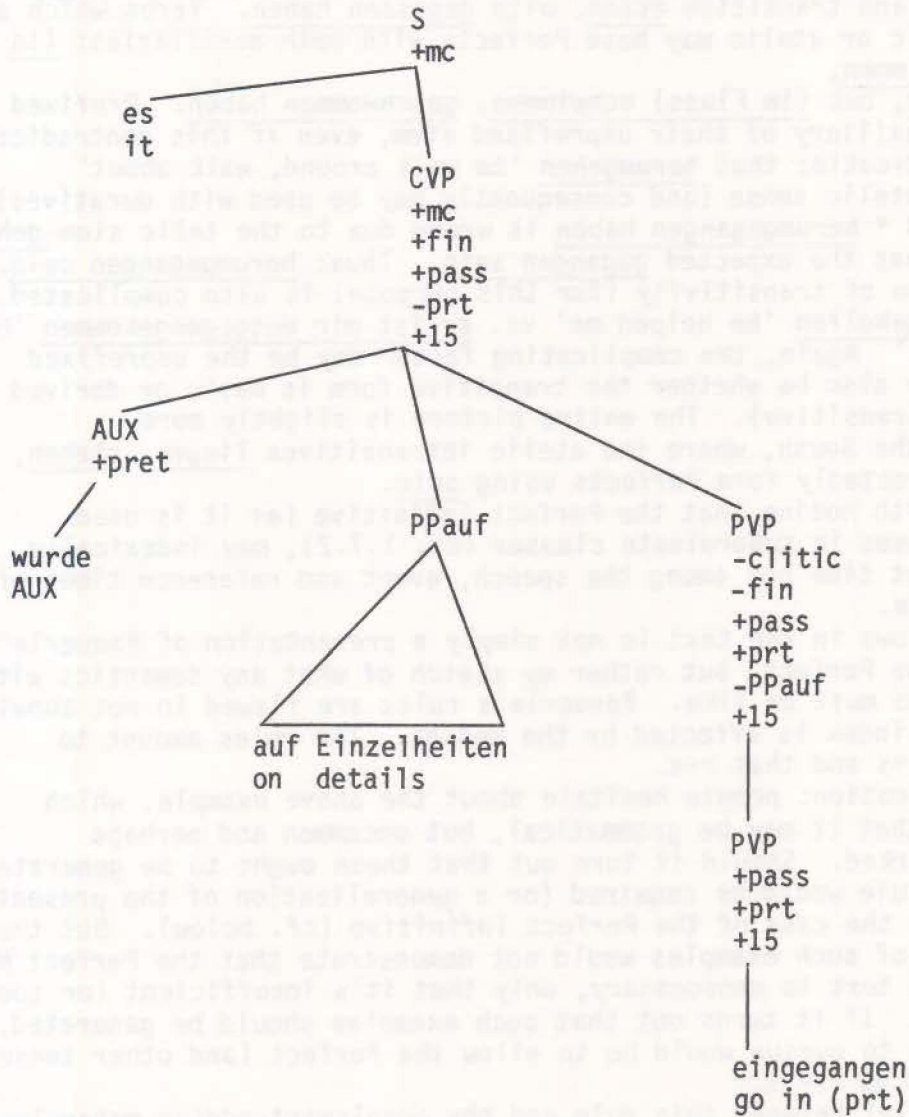 S
+mc
es
it
CVP
+mc
+fin
+pass
-prt
+15
AUX
+pret
wurde
AUX
PPauf
auf Einzelheiten
on details
PVP
-clitic
-fin
+pass
+prt
-PPauf
+15
PVP
+pass
+prt
+15
eingegangen
go in (prt)